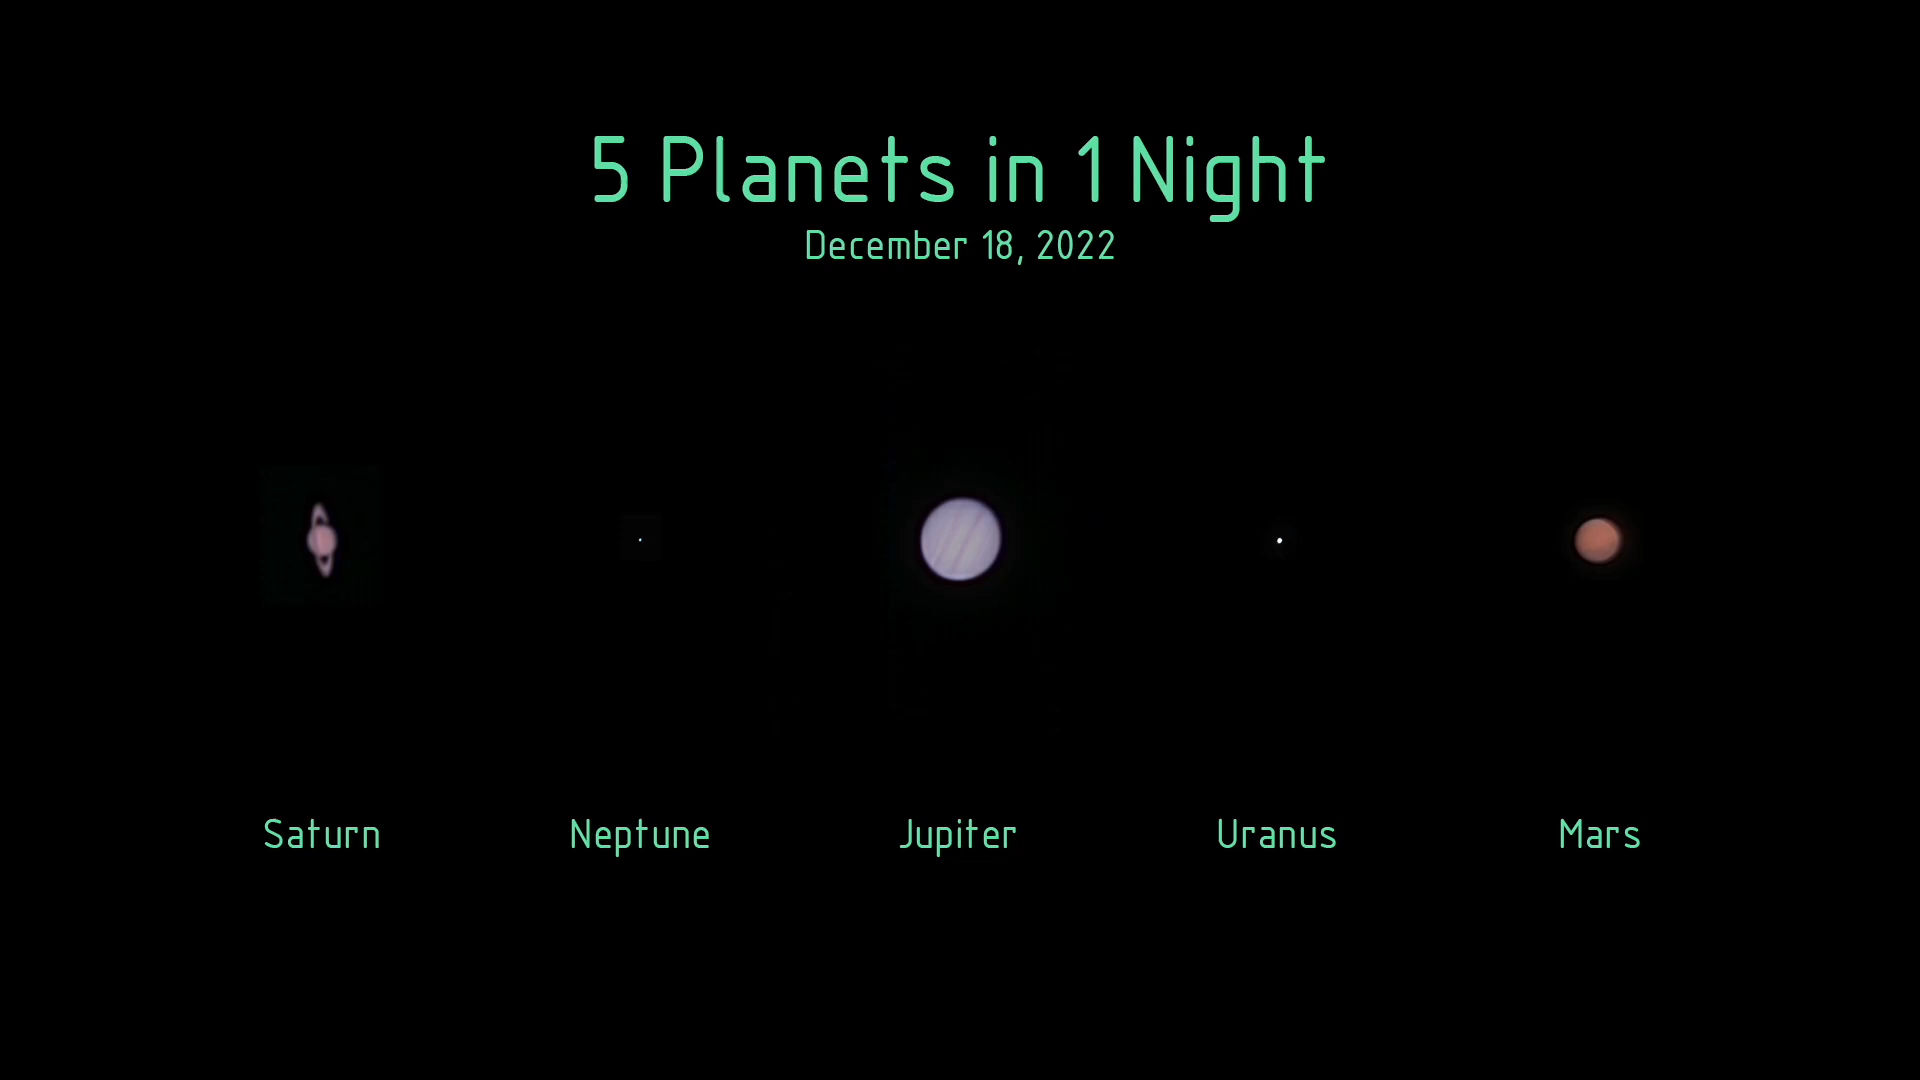 5 Planets in 1 Night
December 18, 2022
Saturn Neptune Jupiter Uranus Mars